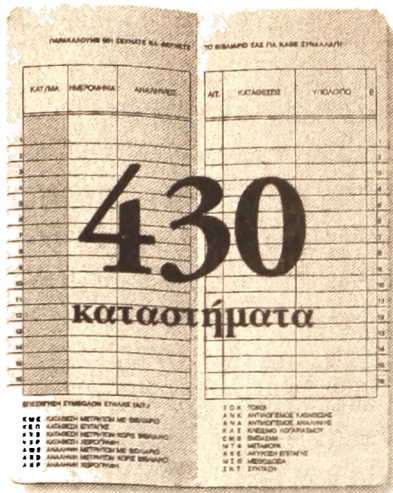 ΠΑΡΑΚΑΛΟΥΜΕ ΜΗ ΞΕΧΝΑΤΕ ΝΑ ΦΕΡΝΕΤΕ ΤΟ ΒΙΒΛΙΑΡΙΟ ΣΑΣ ΓΙΑ ΚΑΘΕ ΣΥΝΑΛΛΑΓΗ
ΚΑΤ/ΜΑ ΗΜΕΡΟΜΗΝΙΑ ΑΝΑΛΗΨΕΙΣ ΑΙΤ. ΚΑΤΑΘΕΣΕΙΣ ΥΠΟΛΟΙΠΟ
430
καταστήματα
ΕΠΕΞΗΓΗΣΗ ΣΥΜΒΟΛΩΝ ΣΤΗΛΗΣ (ΑΙΤ.)
ΚΑΤΑΘΕΣΗ ΜΕΤΡΗΤΩΝ ΜΕ ΒΙΒΛΙΑΡΙΟ
ΚΑΤΑΘΕΣΗ ΕΠΙΤΑΓΗΣ
ΚΑΤΑΘΕΣΗ ΜΕΤΡΗΤΩΝ ΧΩΡΙΣ ΒΙΒΛΙΑΡΙΟ
ΚΑΤΑΘΕΣΗ ΧΕΙΡΟΓΡΑΦΗ
ΑΝΑΛΗΨΗ ΜΕΤΡΗΤΩΝ ΜΕ ΒΙΒΛΙΑΡΙΟ
ΑΝΑΛΗΨΗ ΜΕΤΡΗΤΩΝ ΧΩΡΙΣ ΒΙΒΛΙΑΡΙΟ
ΑΝΑΛΗΨΗ ΧΕΙΡΟΓΡΑΦΗ
ΤΟΚ ΤΟΚΟΙ
ΑΝΚ ΑΝΤΙΛΟΓΙΣΜΟΣ ΚΑΤΑΘΕΣΗΣ
ΑΝΑ ΑΝΤΙΛΟΓΙΣΜΟΣ ΑΝΑΛΗΨΗΣ
ΚΛΣ ΚΛΕΙΣΙΜΟ ΛΟΓΑΡΙΑΣΜΟΥ
ΕΜΒ ΕΜΒΑΣΜΑ
ΜΤΦ ΜΕΤΑΦΟΡΑ
ΑΚΕ ΑΚΥΡΩΣΗ ΕΠΙΤΑΓΗΣ
ΜΣΘ ΜΙΣΘΟΔΟΣΙΑ
ΣΝΤ ΣΥΝΤΑΞΗ